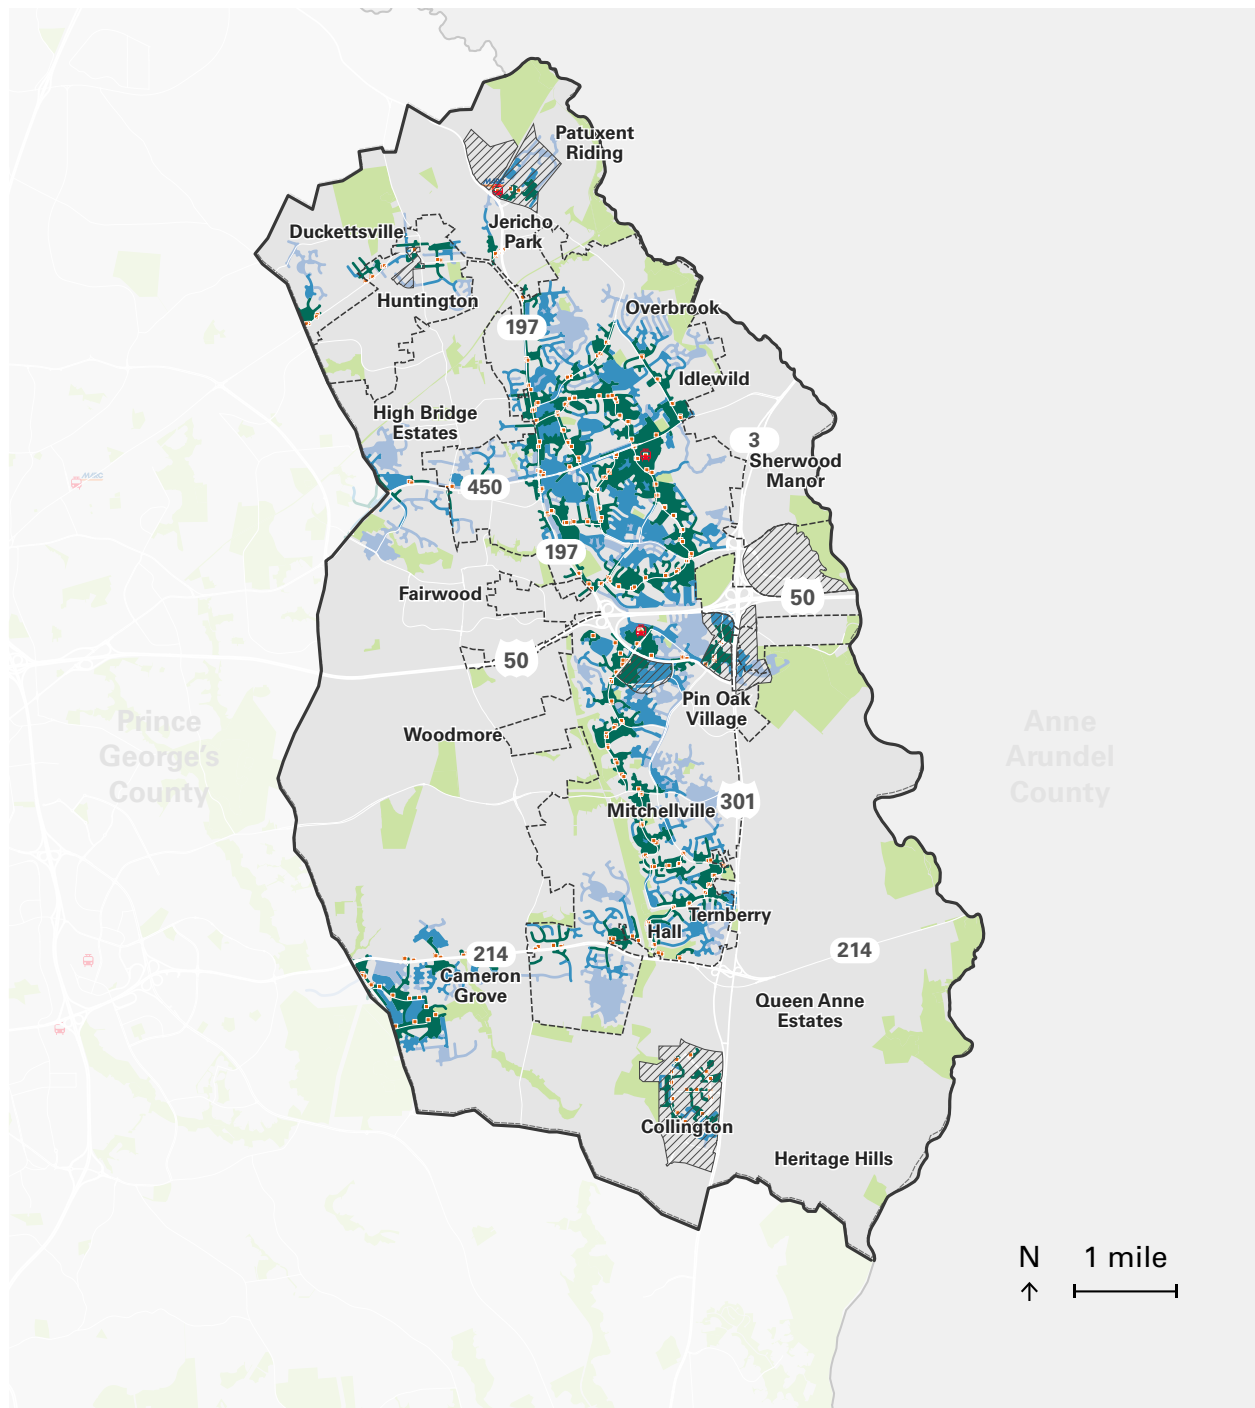 Patuxent
Riding
Duckettsville
Jericho
Park
Huntington
Overbrook
197
Idlewild
High Bridge
Estates
3
Sherwood
Manor
450
197
Fairwood
50
50
Pin Oak
Village
Prince
George's
County
Woodmore
Anne
Arundel
County
301
Mitchellville
Ternberry
Hall
214
214
Cameron
Grove
Queen Anne
Estates
Collington
Heritage Hills
N
1 mile